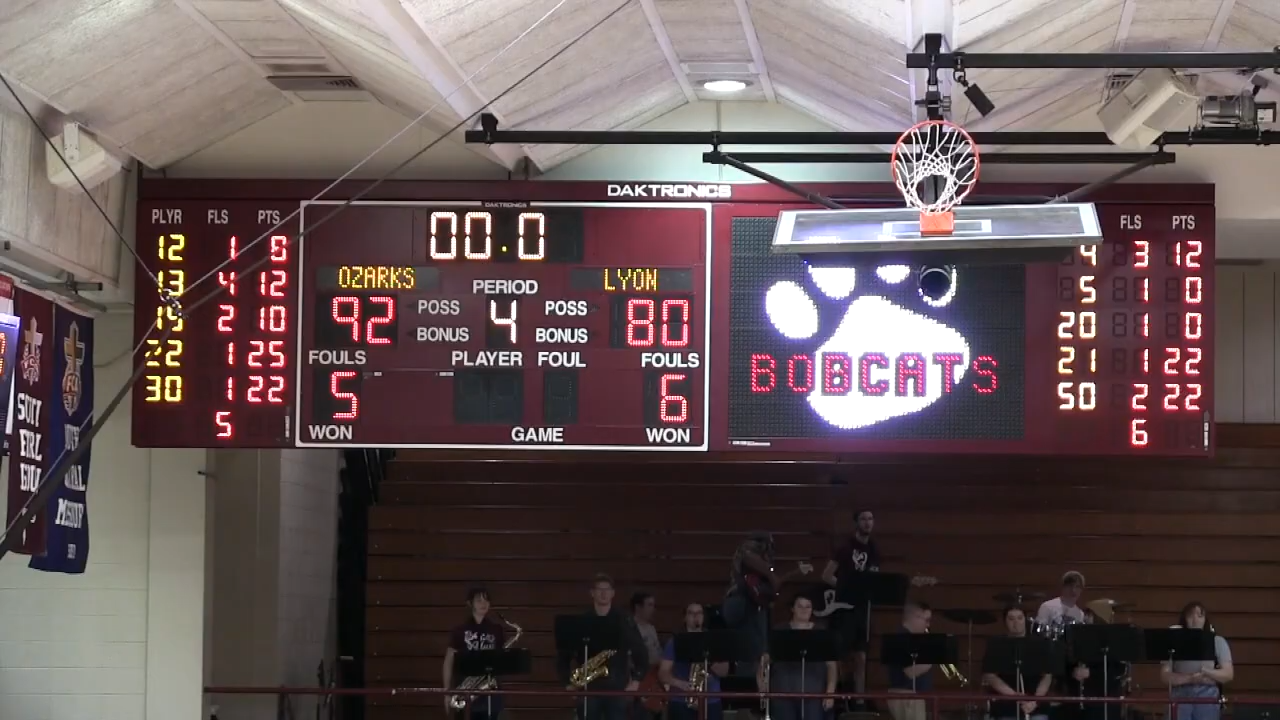 DAKTRONICS
DAKTRONICS
PLYR FLS PTS
12 1 8
13 4 12
15 2 10
22 1 25
30 1 22
5
00.0
OZARKS LYON
PERIOD
92 POSS 4 POSS 80
BONUS BONUS
FOULS PLAYER FOUL FOULS
5 6
WON GAME WON
BOBCATS
FLS PTS
4 3 12
5 1 0
20 1 0
21 1 22
50 2 22
6